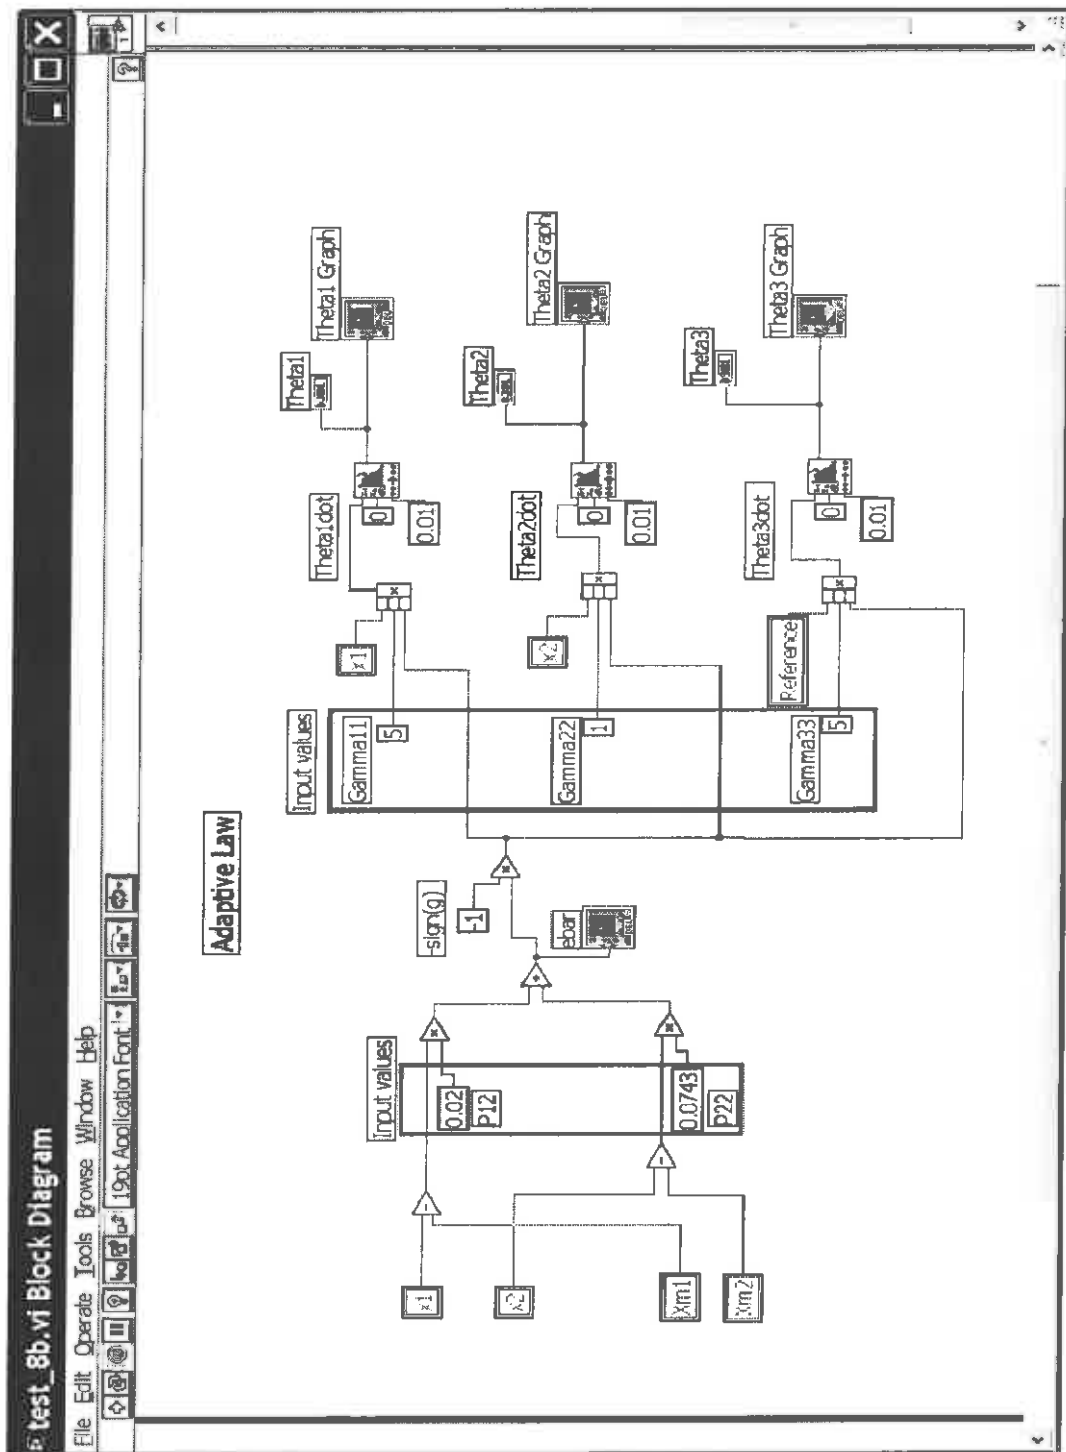 test_8b.vi Block Diagram
File Edit Operate Tools Browse Window Help
19pt Application Font
Adaptive Law
Input values
Gamma11
5
x1
Theta1dot
0
0.01
Theta1
Theta1 Graph
-sign(g)
-1
ebar
Gamma22
1
x2
Theta2dot
0
0.01
Theta2
Theta2 Graph
Gamma33
5
Reference
Theta3dot
0
0.01
Theta3
Theta3 Graph
Input values
0.02
P12
0.0743
P22
x1
x2
Xm1
Xm2